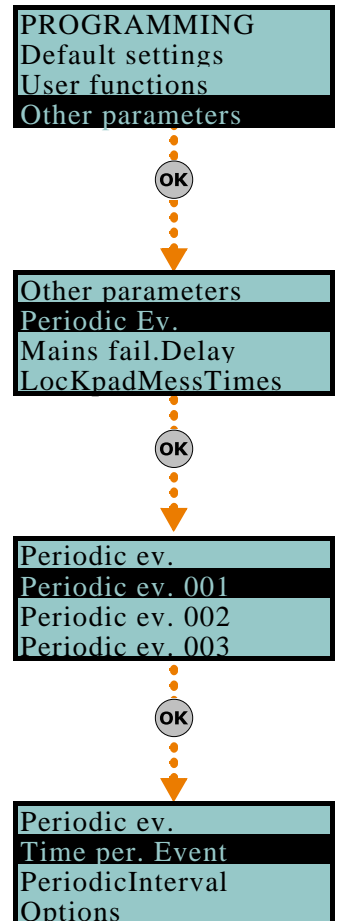 PROGRAMMING
Default settings
User functions
Other parameters
OK
Other parameters
Periodic Ev.
Mains fail.Delay
LocKpadMessTimes
OK
Periodic ev.
Periodic ev. 001
Periodic ev. 002
Periodic ev. 003
OK
Periodic ev.
Time per. Event
PeriodicInterval
Options